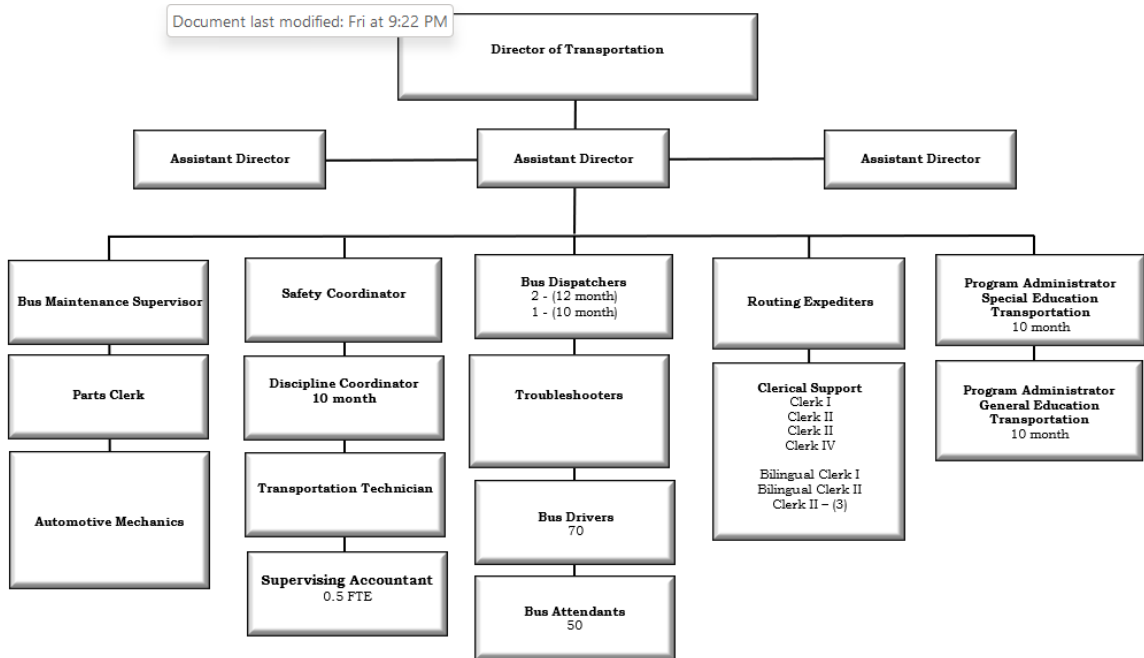 Document last modified: Fri at 9:22 PM
Director of Transportation
Assistant Director
Assistant Director
Assistant Director
Bus Maintenance Supervisor
Parts Clerk
Automotive Mechanics
Safety Coordinator
Discipline Coordinator
10 month
Transportation Technician
Supervising Accountant
0.5 FTE
Bus Dispatchers
2 - (12 month)
1 - (10 month)
Troubleshooters
Bus Drivers
70
Bus Attendants
50
Routing Expediters
Clerical Support
Clerk I
Clerk II
Clerk II
Clerk IV
Bilingual Clerk I
Bilingual Clerk II
Clerk II – (3)
Program Administrator
Special Education
Transportation
10 month
Program Administrator
General Education
Transportation
10 month